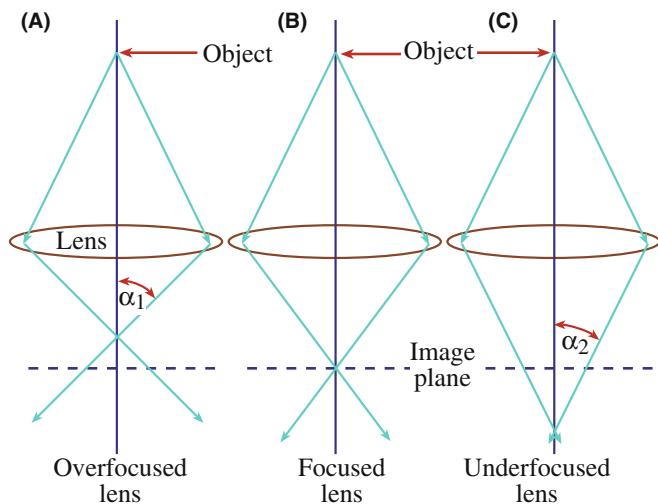 (A)
(B)
(C)
Object
Object
Lens
α1
α2
Image
plane
Overfocused
lens
Focused
lens
Underfocused
lens